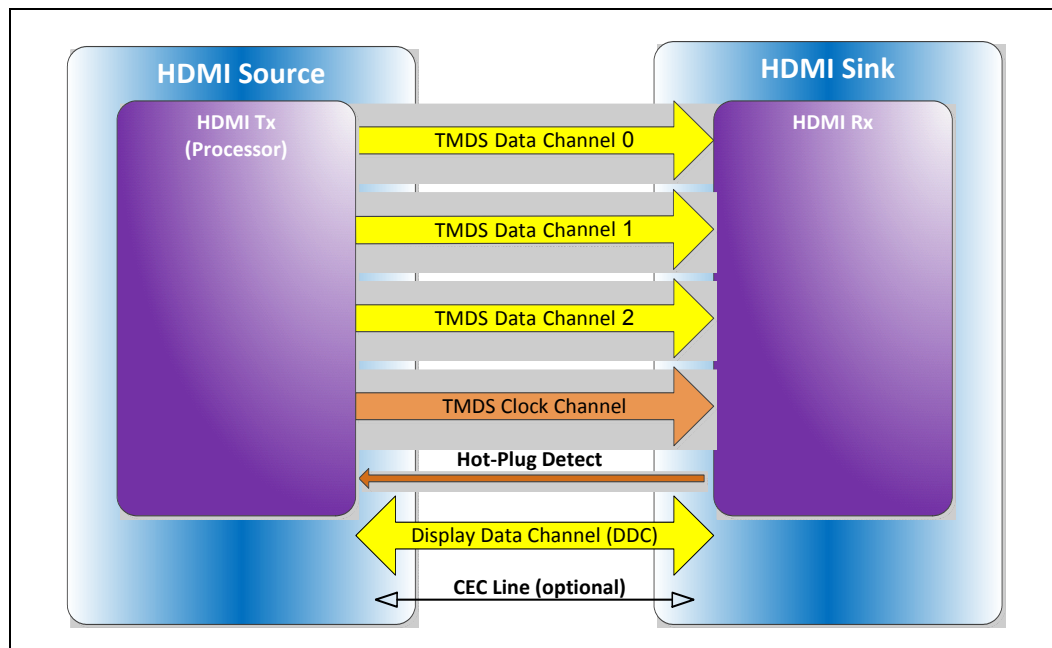 HDMI Source
HDMI Sink
HDMI Tx
(Processor)
HDMI Rx
TMDS Data Channel 0
TMDS Data Channel 1
TMDS Data Channel 2
TMDS Clock Channel
Hot-Plug Detect
Display Data Channel (DDC)
CEC Line (optional)